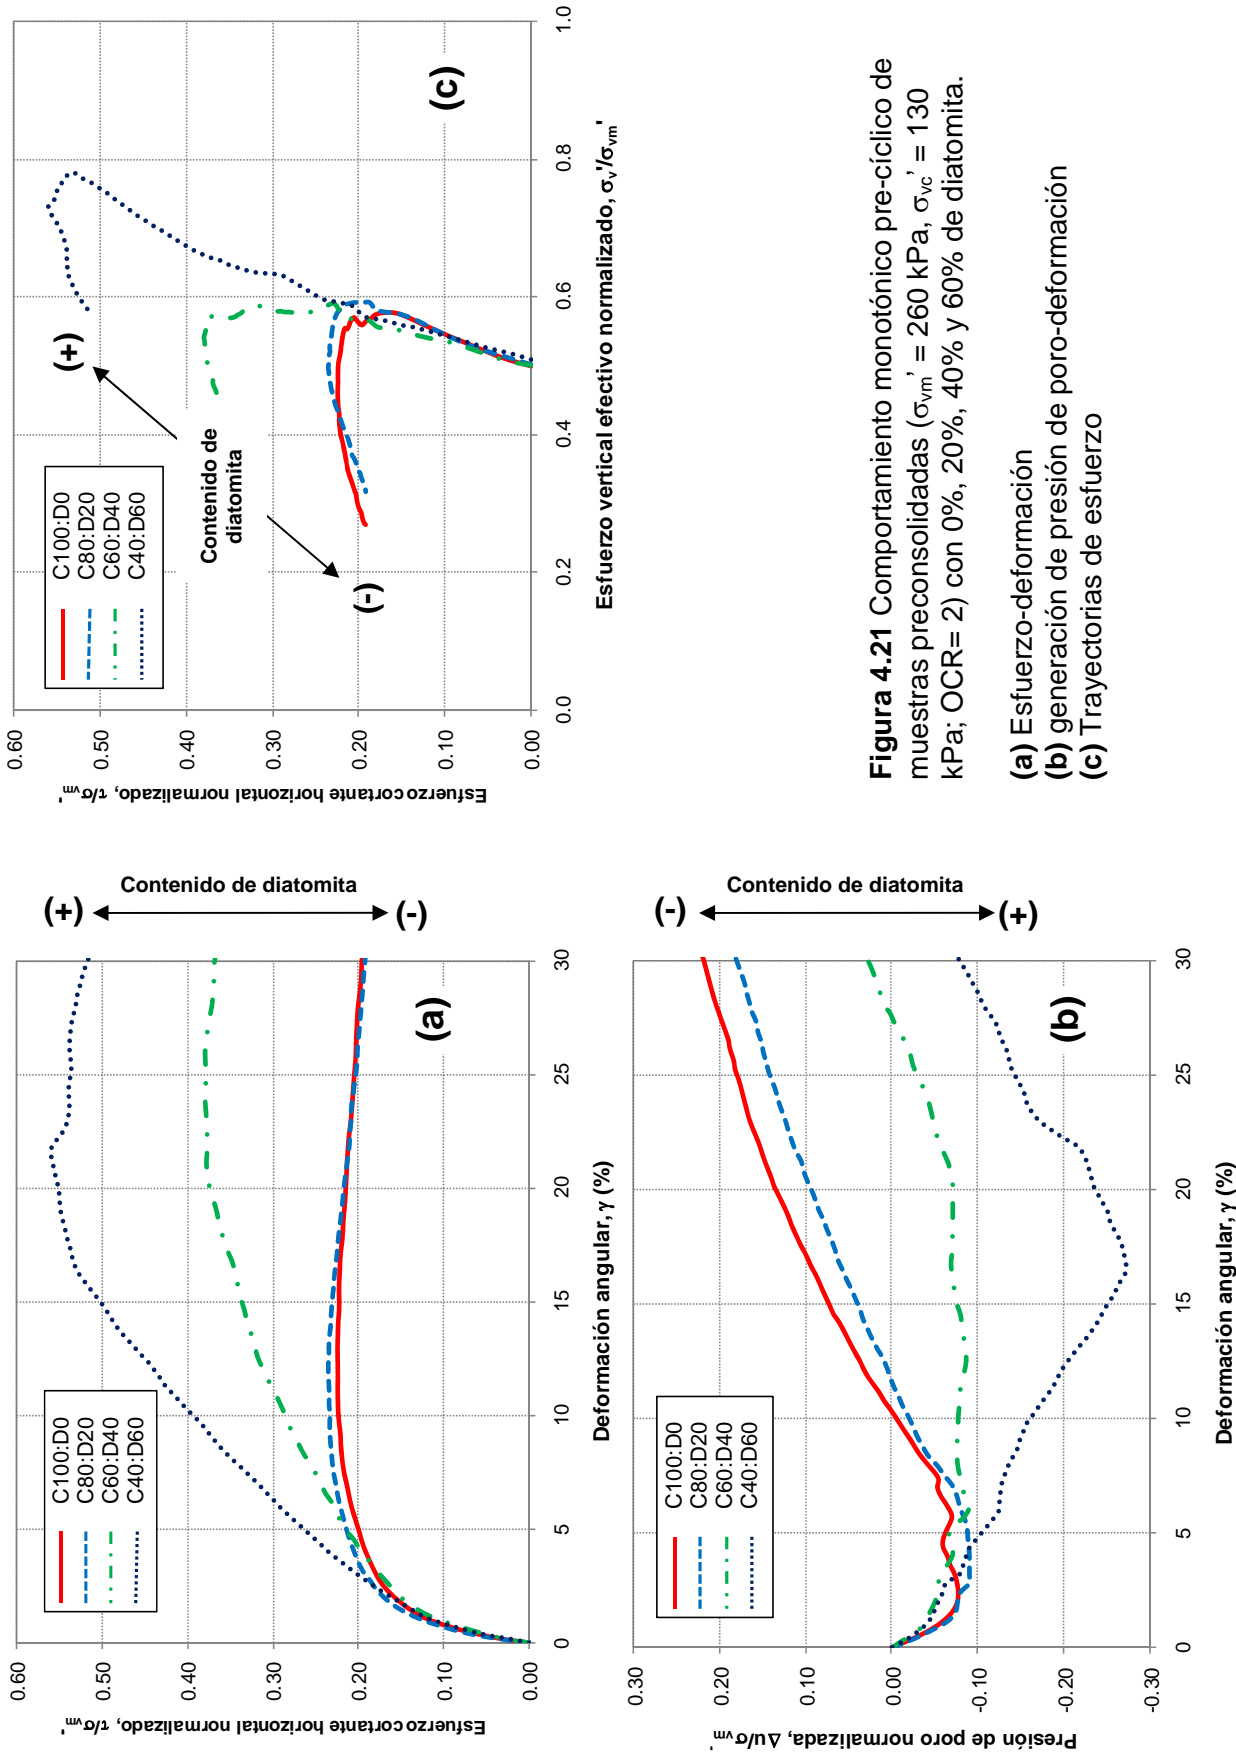 0.60
0.50
0.40
0.30
0.20
0.10
0.00
0
5
10
15
20
25
30
Esfuerzo cortante horizontal normalizado, τ/σvm'
Deformación angular, γ (%)
C100:D0
C80:D20
C60:D40
C40:D60
(a)
(+)
Contenido de diatomita
(-)
0.60
0.50
0.40
0.30
0.20
0.10
0.00
0.0
0.2
0.4
0.6
0.8
1.0
Esfuerzo cortante horizontal normalizado, τ/σvm'
Esfuerzo vertical efectivo normalizado, σv'/σvm'
C100:D0
C80:D20
C60:D40
C40:D60
(+)
Contenido de
diatomita
(-)
(c)
0.30
0.20
0.10
0.00
-0.10
-0.20
-0.30
0
5
10
15
20
25
30
Presión de poro normalizada, Δu/σvm'
Deformación angular, γ (%)
C100:D0
C80:D20
C60:D40
C40:D60
(b)
(-)
Contenido de diatomita
(+)
Figura 4.21 Comportamiento monotónico pre-cíclico de
muestras preconsolidadas (σvm' = 260 kPa, σvc' = 130
kPa; OCR= 2) con 0%, 20%, 40% y 60% de diatomita.
(a) Esfuerzo-deformación
(b) generación de presión de poro-deformación
(c) Trayectorias de esfuerzo